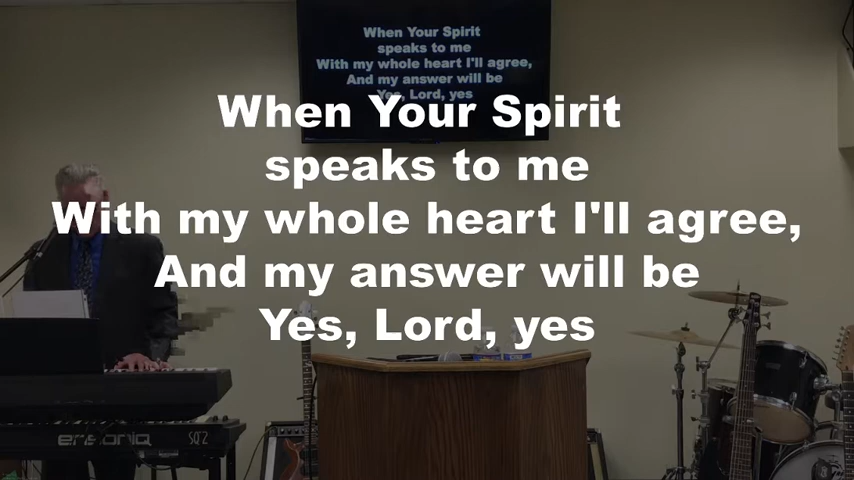 When Your Spirit
speaks to me
With my whole heart I'll agree,
And my answer will be
Yes, Lord, yes
When Your Spirit
speaks to me
With my whole heart I'll agree,
And my answer will be
Yes, Lord, yes
ensoniq SQ2